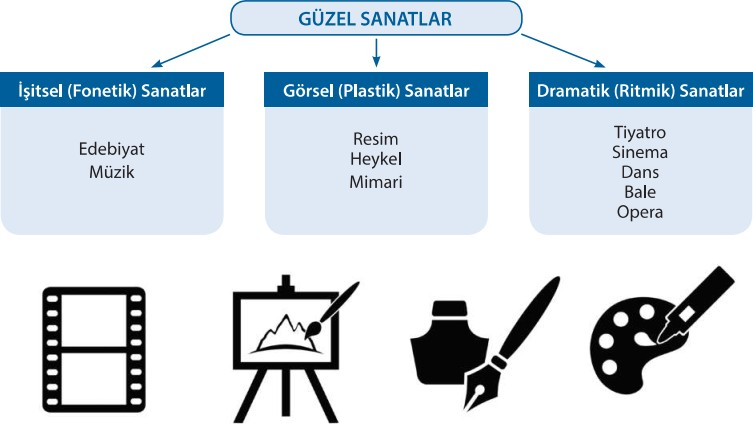 GÜZEL SANATLAR
İşitsel (Fonetik) Sanatlar
Edebiyat
Müzik
Görsel (Plastik) Sanatlar
Resim
Heykel
Mimari
Dramatik (Ritmik) Sanatlar
Tiyatro
Sinema
Dans
Bale
Opera